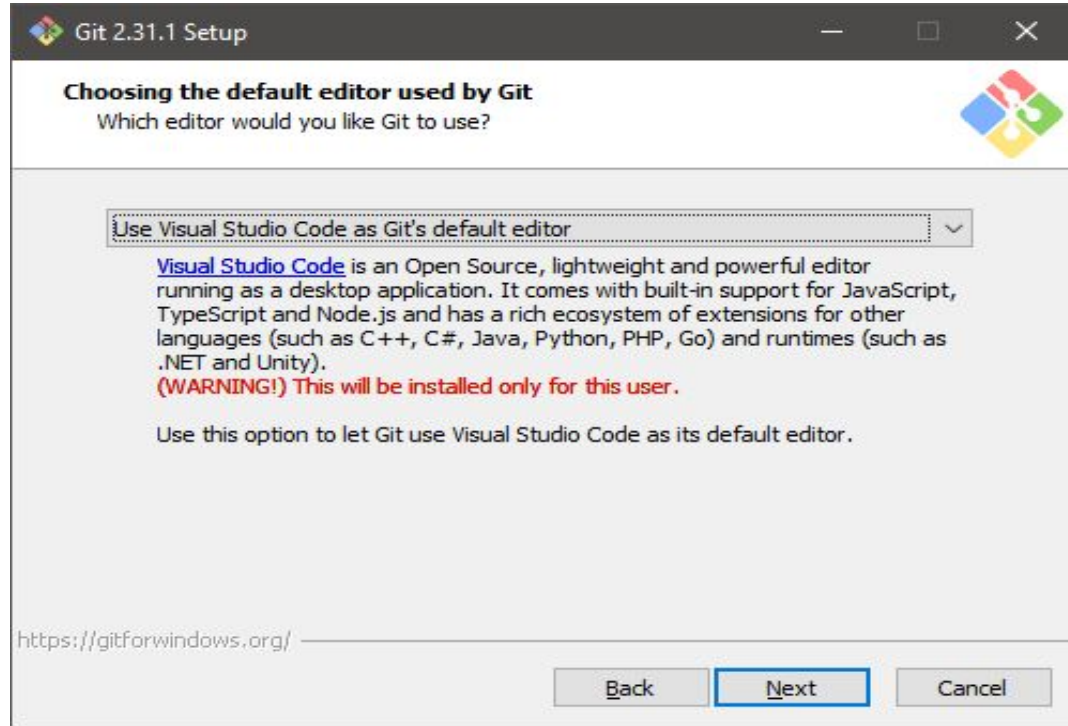 Git 2.31.1 Setup
Choosing the default editor used by Git
Which editor would you like Git to use?
Use Visual Studio Code as Git's default editor
Visual Studio Code is an Open Source, lightweight and powerful editor
running as a desktop application. It comes with built-in support for JavaScript,
TypeScript and Node.js and has a rich ecosystem of extensions for other
languages (such as C++, C#, Java, Python, PHP, Go) and runtimes (such as
.NET and Unity).
(WARNING!) This will be installed only for this user.
Use this option to let Git use Visual Studio Code as its default editor.
https://gitforwindows.org/
Back Next Cancel